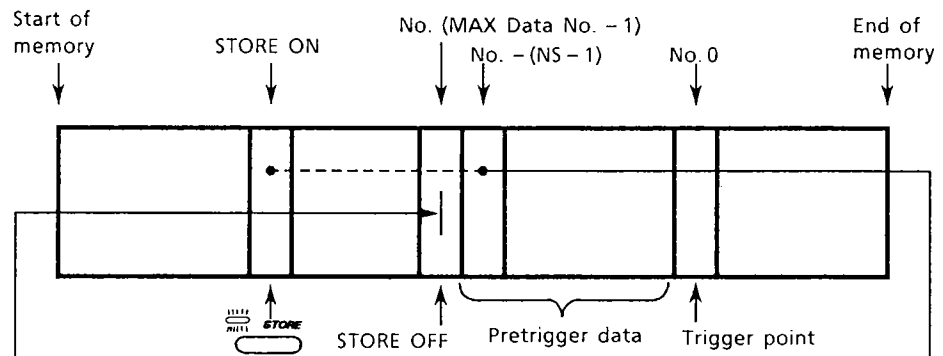 Start of
memory
STORE ON
No. (MAX Data No. – 1)
No. – (NS – 1)
No. 0
End of
memory
STORE
STORE OFF
Pretrigger data
Trigger point